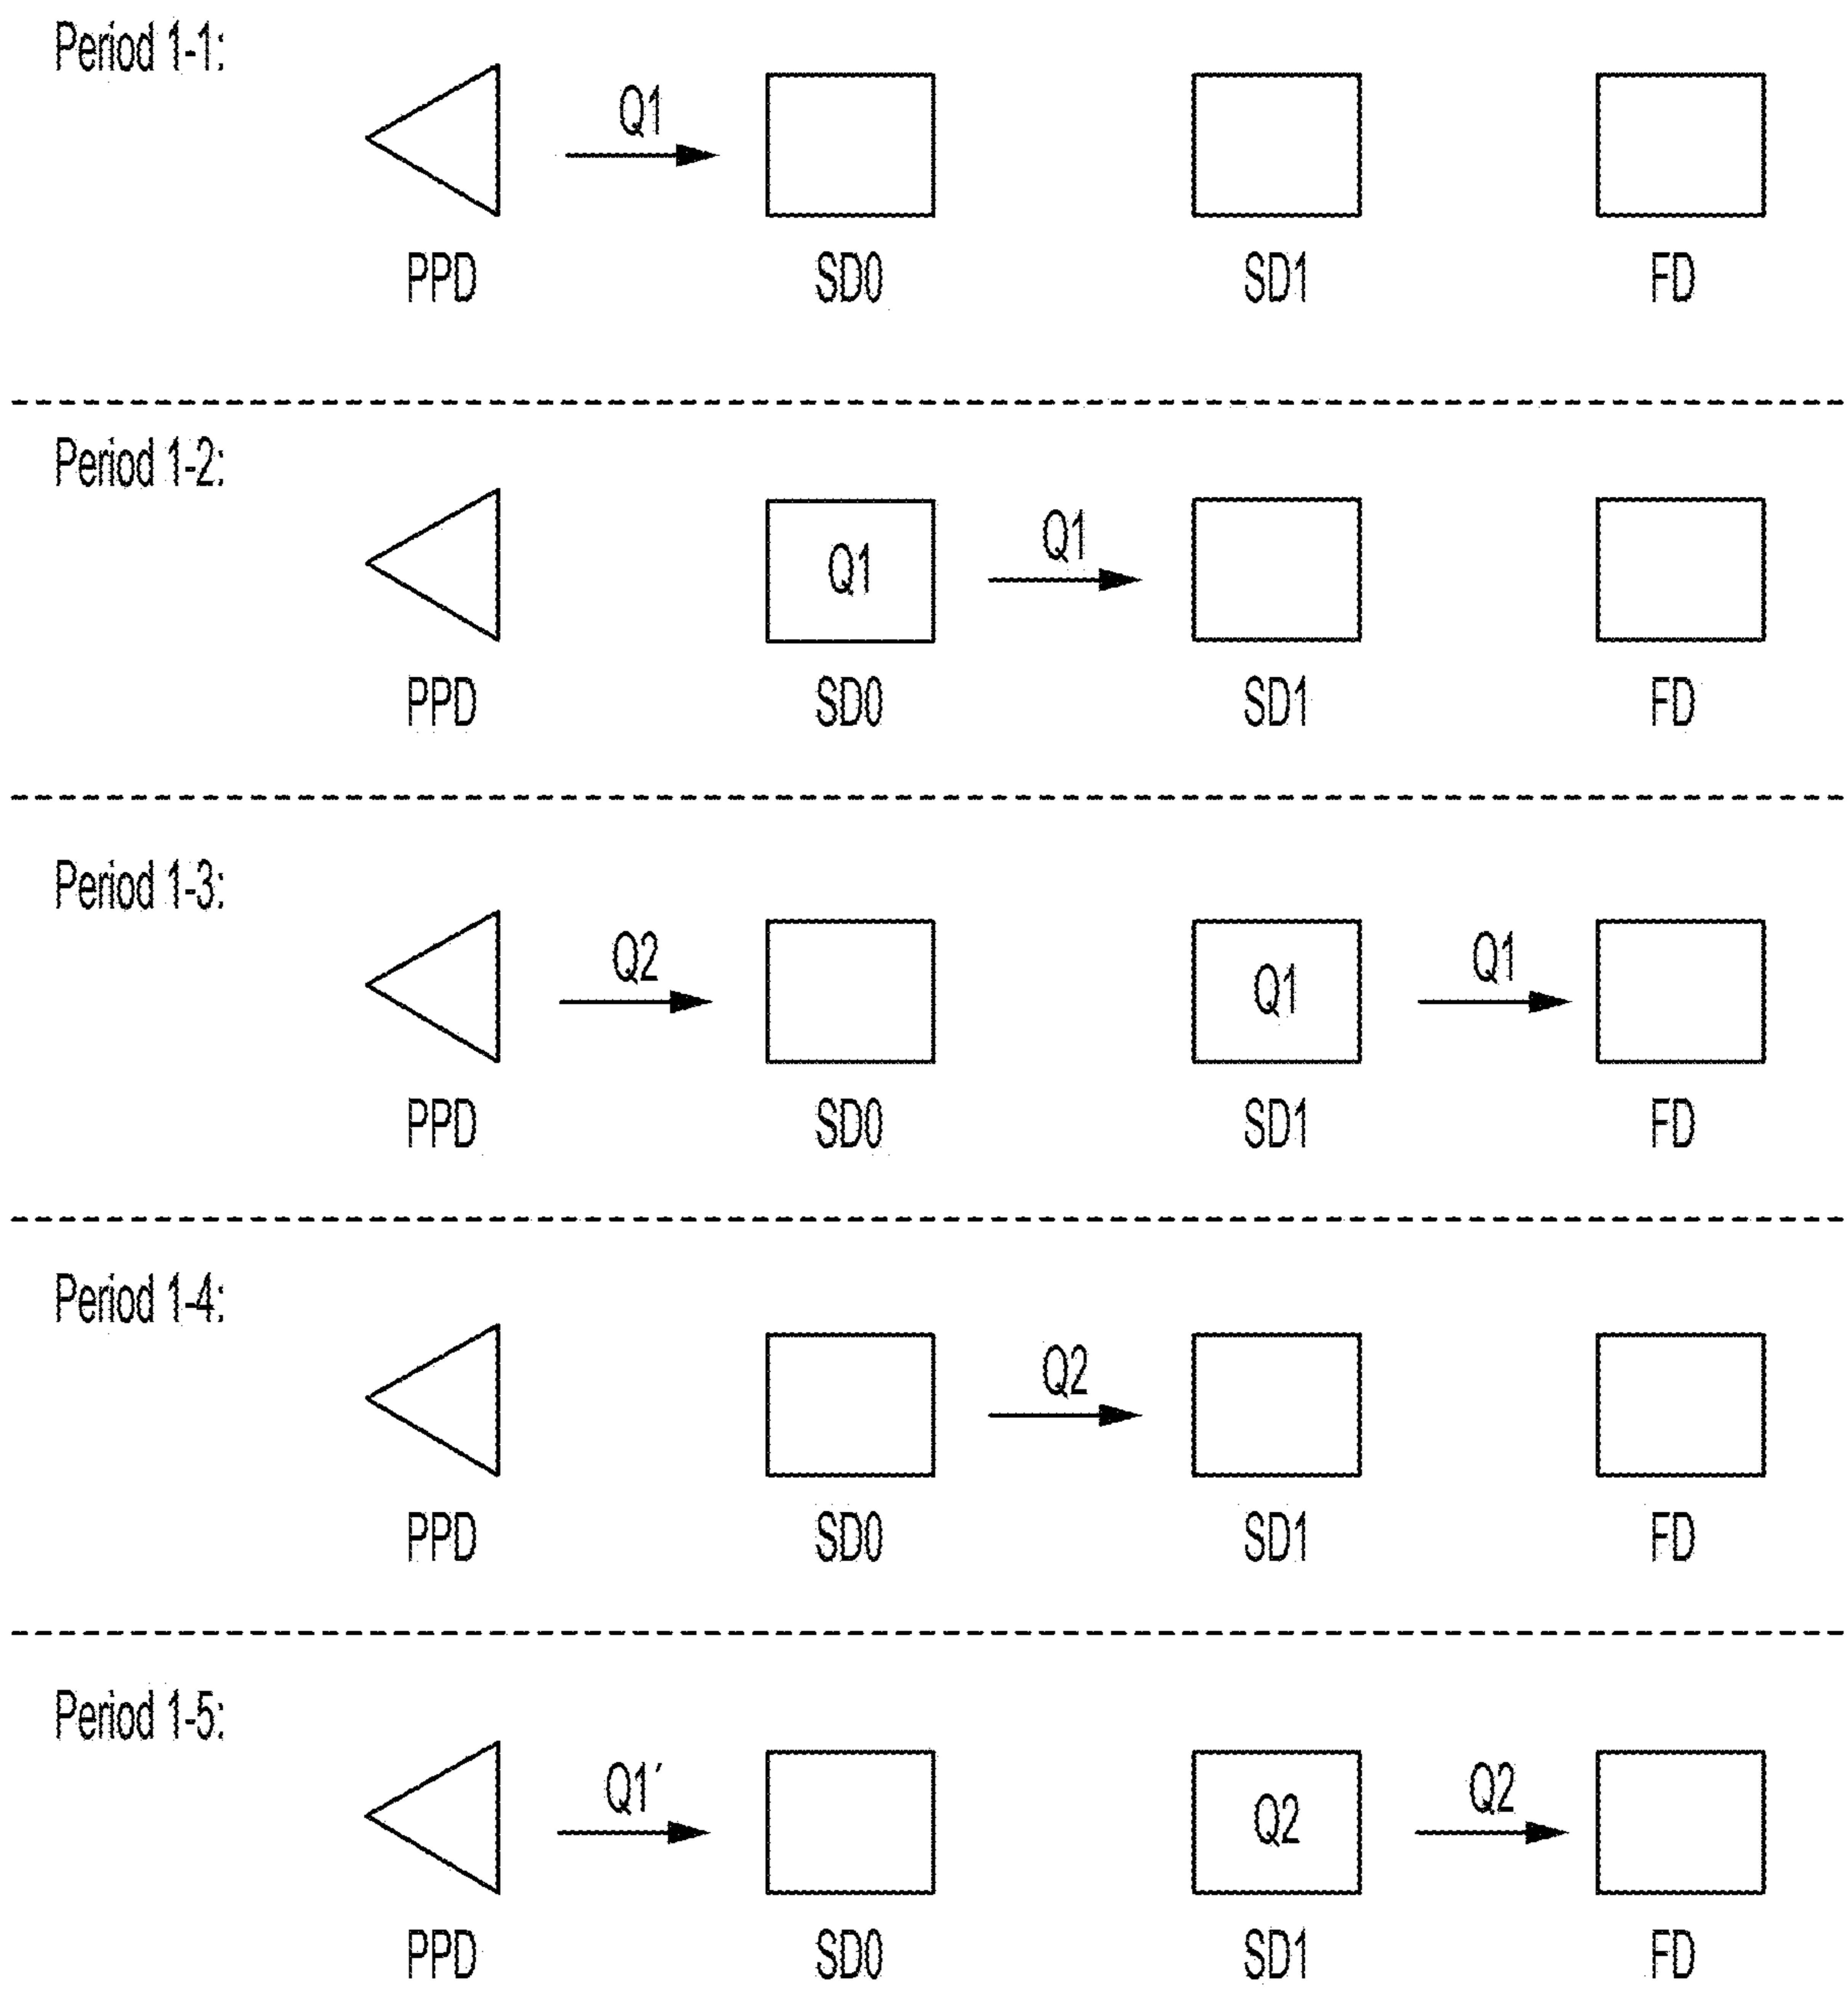 Period 1-1:
Q1
PPD SD0 SD1 FD
Period 1-2:
Q1 Q1
PPD SD0 SD1 FD
Period 1-3:
Q2 Q1 Q1
PPD SD0 SD1 FD
Period 1-4:
Q2
PPD SD0 SD1 FD
Period 1-5:
Q1′ Q2 Q2
PPD SD0 SD1 FD